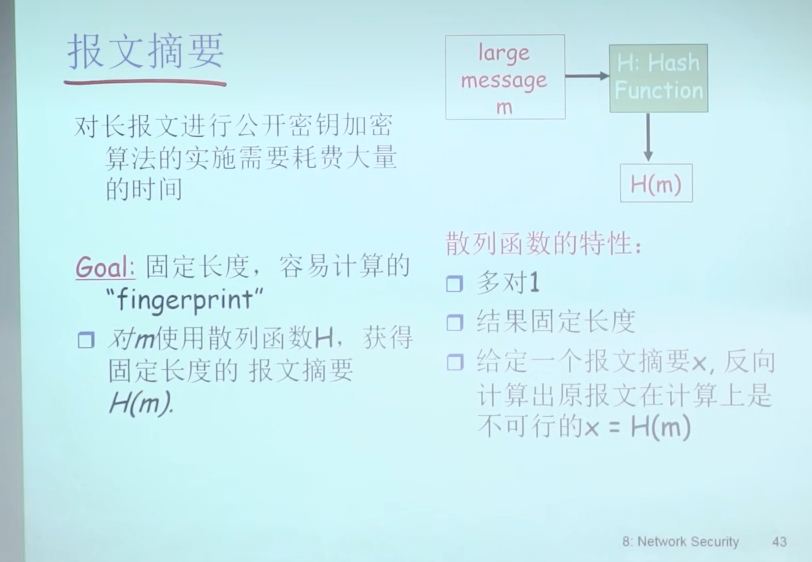 报文摘要
对长报文进行公开密钥加密
算法的实施需要耗费大量
的时间
Goal: 固定长度，容易计算的
“fingerprint”
对m使用散列函数H，获得
固定长度的 报文摘要
H(m).
large
message
m
H: Hash
Function
H(m)
散列函数的特性：
多对1
结果固定长度
给定一个报文摘要x, 反向
计算出原报文在计算上是
不可行的x = H(m)
8: Network Security 43